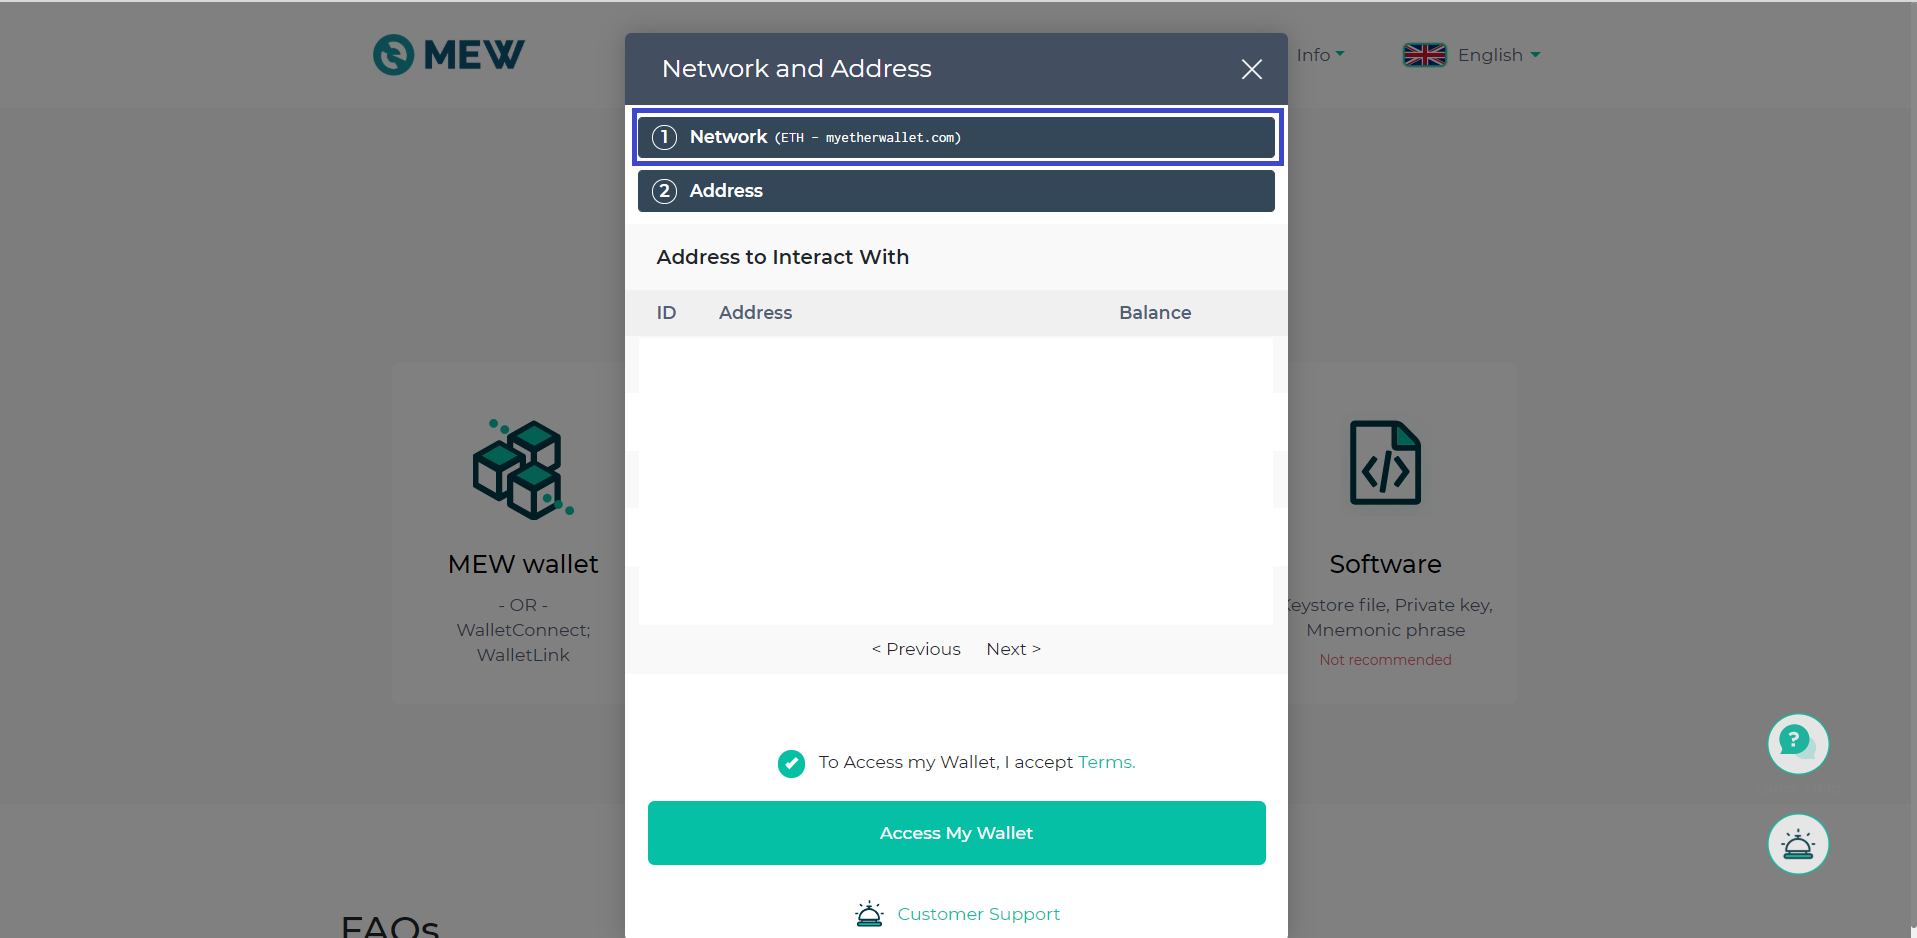 MEW
Info
English
Network and Address
1 Network (ETH - myetherwallet.com)
2 Address
Address to Interact With
ID Address Balance
< Previous Next >
MEW wallet
- OR -
WalletConnect;
WalletLink
Software
Keystore file, Private key,
Mnemonic phrase
Not recommended
To Access my Wallet, I accept Terms.
Access My Wallet
Customer Support
?
FAQs